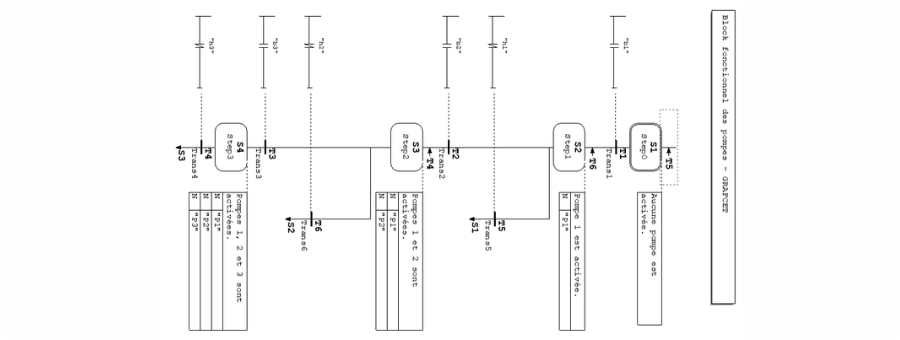 Block fonctionnel des pompes - GRAFCET
T5
S1
Step0
Aucune pompe est
activée.
"h1"
T1
Trans1
T6
S2
Step1
Pompe 1 est activée.
N "P1"
"h1"
T5
Trans5
S1
"h2"
T2
Trans2
T4
S3
Step2
Pompes 1 et 2 sont
activées.
N "P1"
N "P2"
"h2"
T6
Trans6
S2
"h3"
T3
Trans3
S4
Step3
Pompes 1, 2 et 3 sont
activées.
N "P1"
N "P2"
N "P3"
"h3"
T4
Trans4
S3